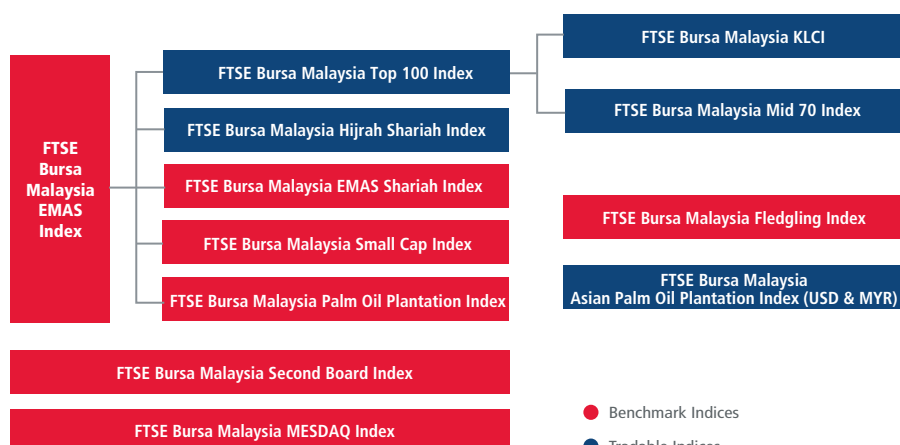 FTSE
Bursa
Malaysia
EMAS
Index
FTSE Bursa Malaysia Top 100 Index
FTSE Bursa Malaysia Hijrah Shariah Index
FTSE Bursa Malaysia EMAS Shariah Index
FTSE Bursa Malaysia Small Cap Index
FTSE Bursa Malaysia Palm Oil Plantation Index
FTSE Bursa Malaysia KLCI
FTSE Bursa Malaysia Mid 70 Index
FTSE Bursa Malaysia Fledgling Index
FTSE Bursa Malaysia
Asian Palm Oil Plantation Index (USD & MYR)
FTSE Bursa Malaysia Second Board Index
FTSE Bursa Malaysia MESDAQ Index
Benchmark Indices
Tradable Indices